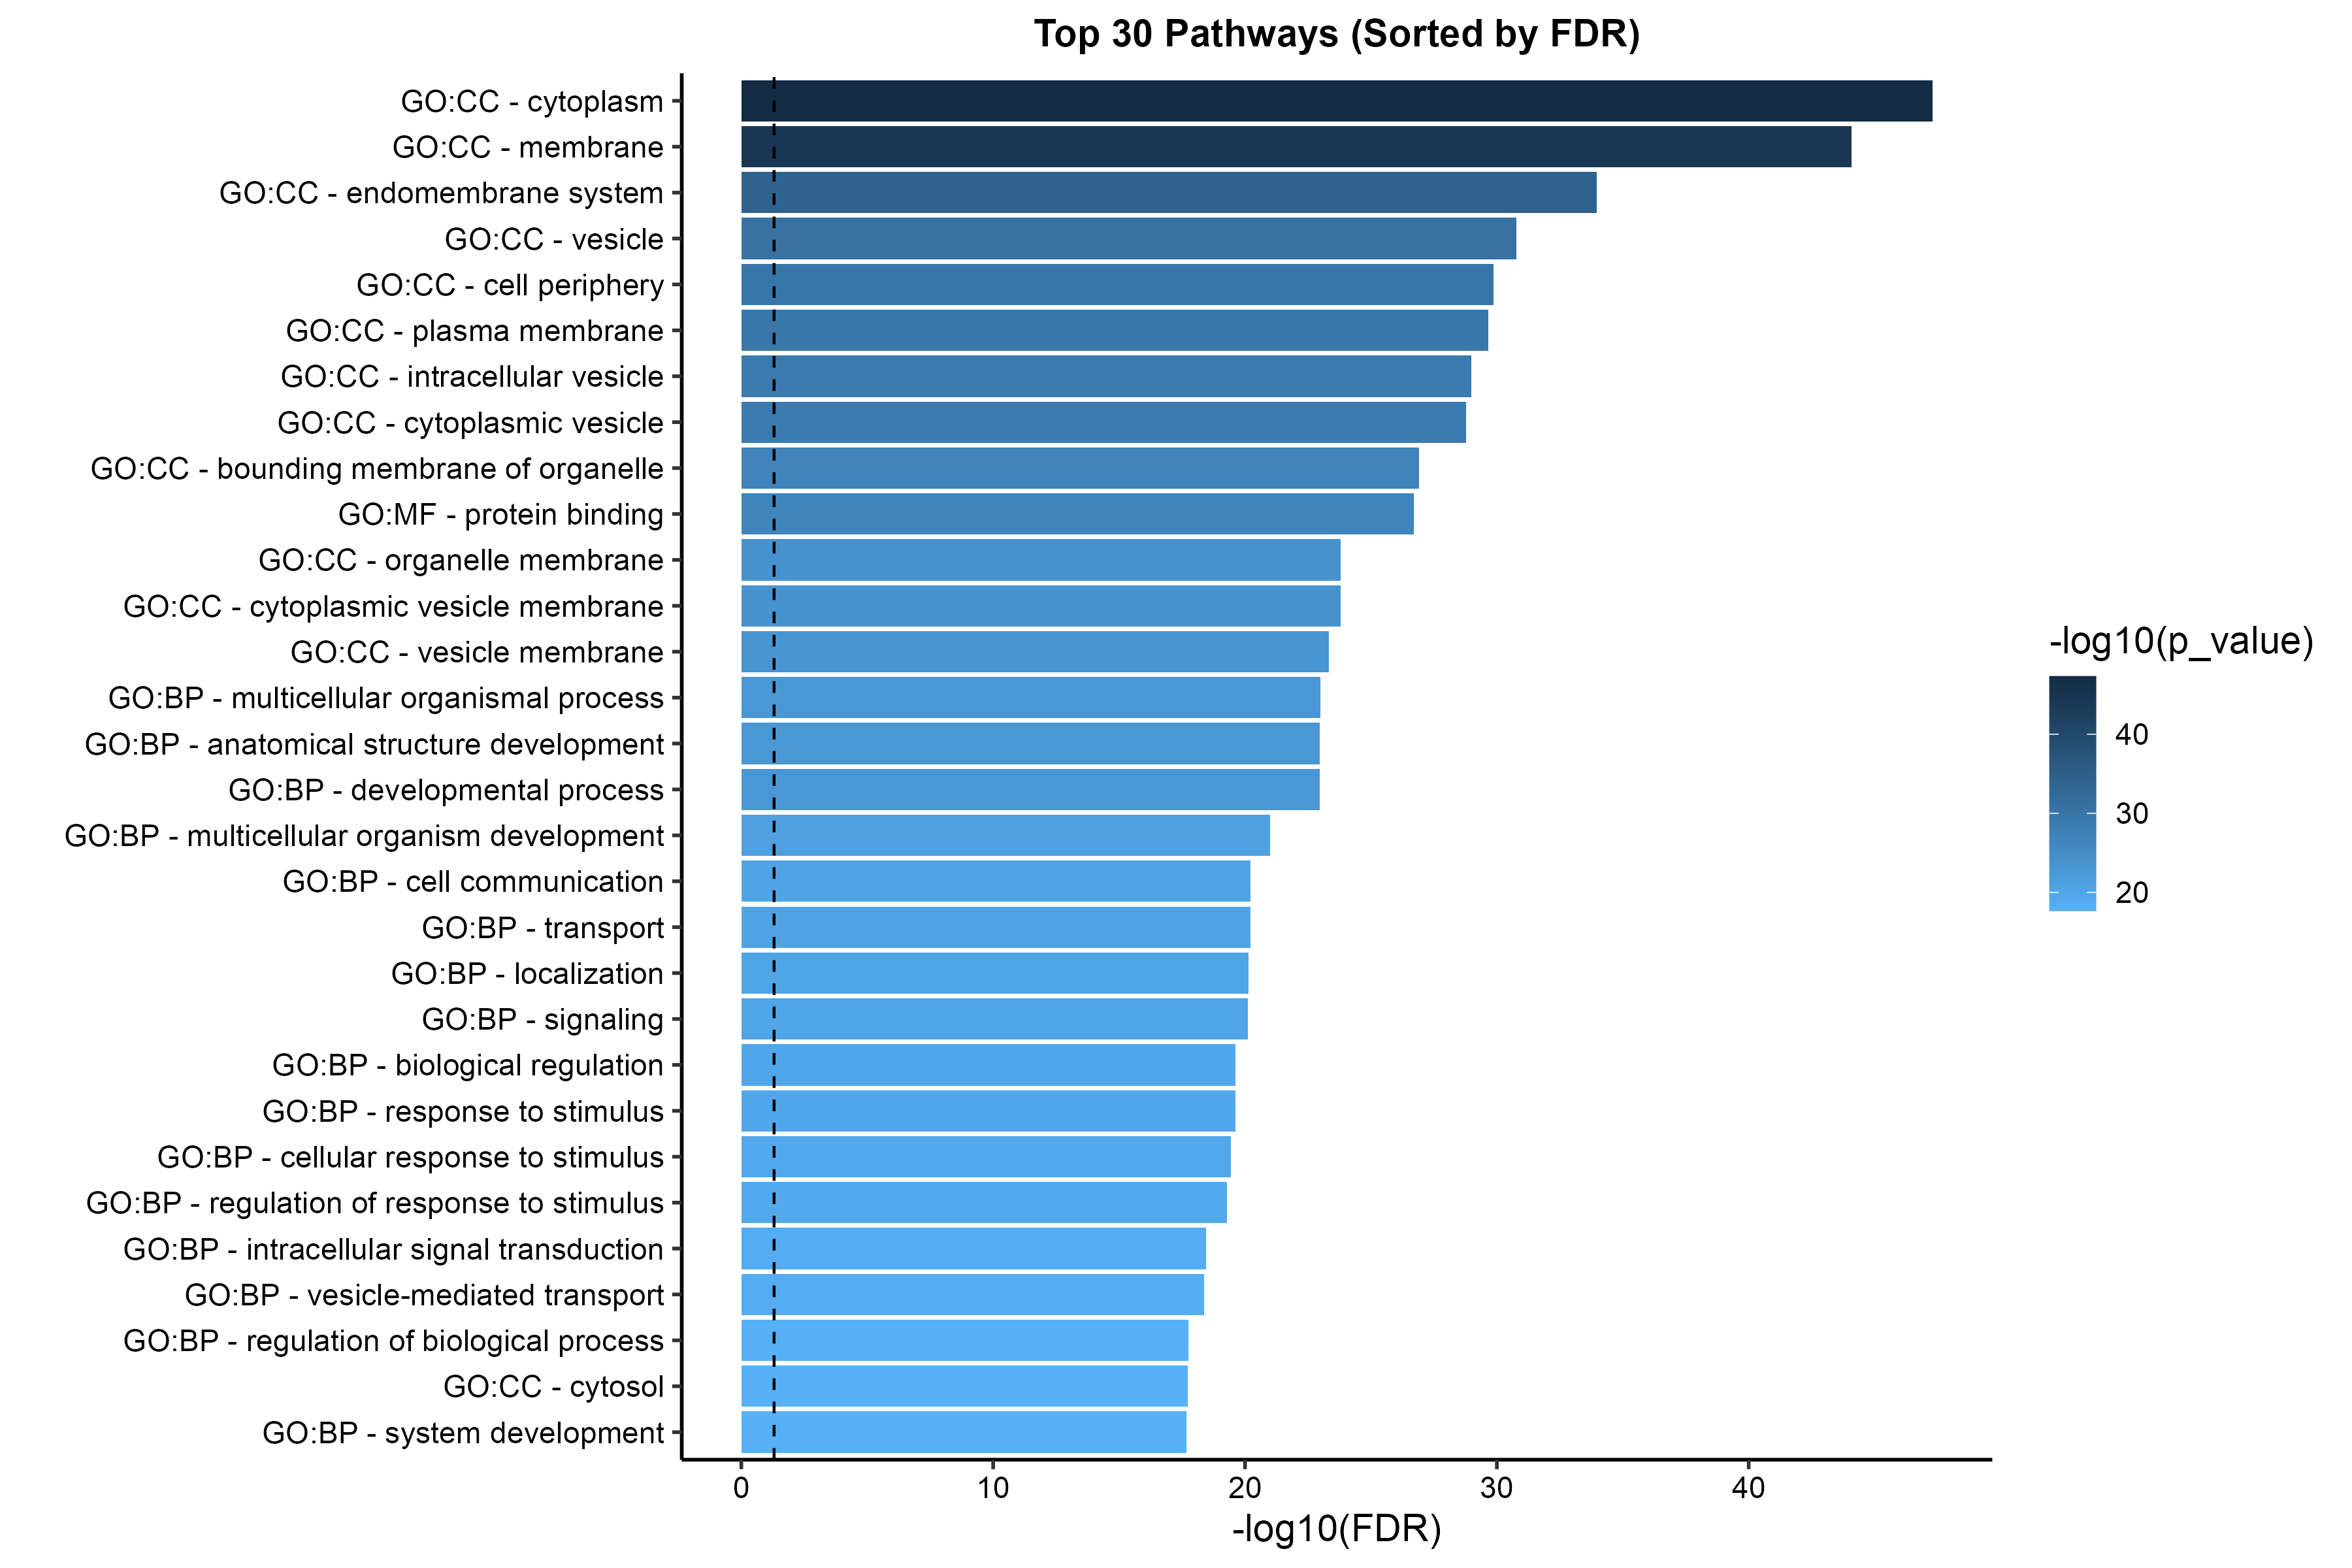 Top 30 Pathways (Sorted by FDR)
GO:CC - cytoplasm
GO:CC - membrane
GO:CC - endomembrane system
GO:CC - vesicle
GO:CC - cell periphery
GO:CC - plasma membrane
GO:CC - intracellular vesicle
GO:CC - cytoplasmic vesicle
GO:CC - bounding membrane of organelle
GO:MF - protein binding
GO:CC - organelle membrane
GO:CC - cytoplasmic vesicle membrane
GO:CC - vesicle membrane
GO:BP - multicellular organismal process
GO:BP - anatomical structure development
GO:BP - developmental process
GO:BP - multicellular organism development
GO:BP - cell communication
GO:BP - transport
GO:BP - localization
GO:BP - signaling
GO:BP - biological regulation
GO:BP - response to stimulus
GO:BP - cellular response to stimulus
GO:BP - regulation of response to stimulus
GO:BP - intracellular signal transduction
GO:BP - vesicle-mediated transport
GO:BP - regulation of biological process
GO:CC - cytosol
GO:BP - system development
0 10 20 30 40
-log10(FDR)
-log10(p_value)
40
30
20